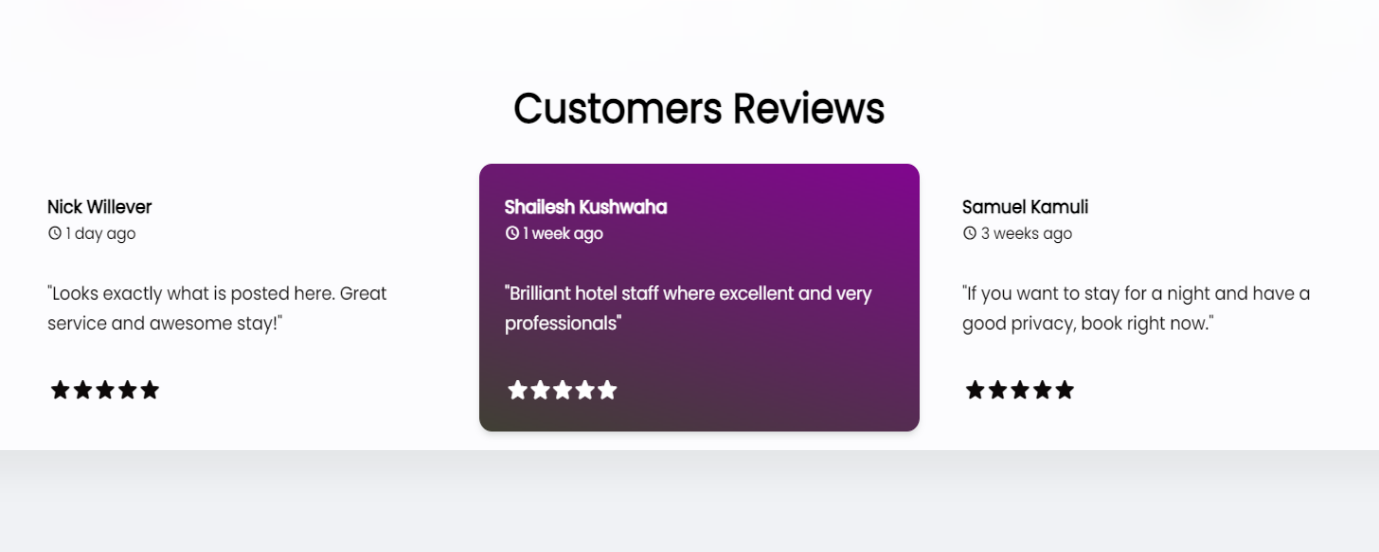 Customers Reviews
Nick Willever
1 day ago
"Looks exactly what is posted here. Great
service and awesome stay!"
Shailesh Kushwaha
1 week ago
"Brilliant hotel staff where excellent and very
professionals"
Samuel Kamuli
3 weeks ago
"If you want to stay for a night and have a
good privacy, book right now."